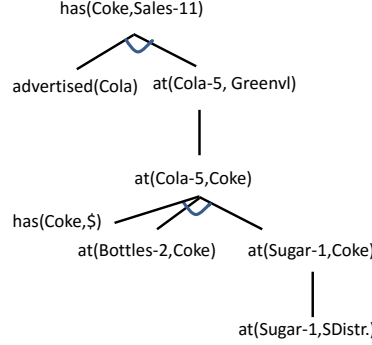 has(Coke,Sales-11)
advertised(Cola) at(Cola-5, Greenvl)
at(Cola-5,Coke)
has(Coke,$)
at(Bottles-2,Coke) at(Sugar-1,Coke)
at(Sugar-1,SDistr.)